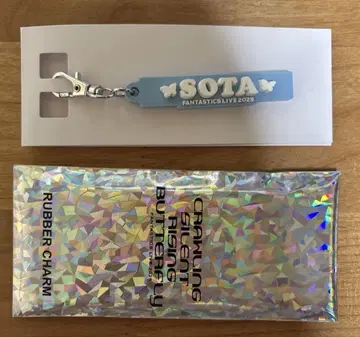 SOTA
FANTASTICS LIVE 2025
CRAWLING
SILENT
RISING
BUTTERFLY
RUBBER CHARM